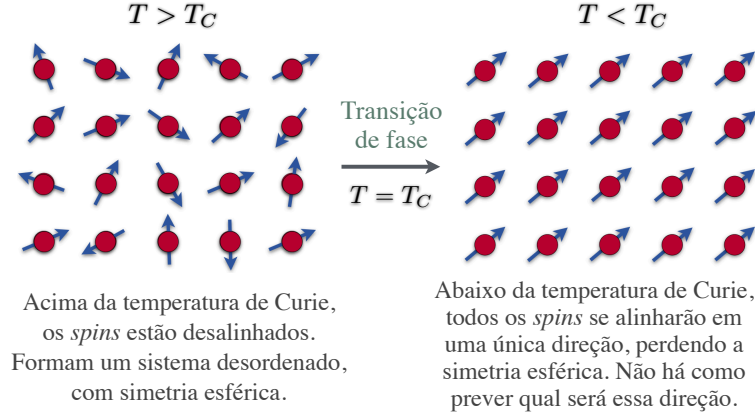 T > T_C
T < T_C
Transição
de fase
T = T_C
Acima da temperatura de Curie,
os spins estão desalinhados.
Formam um sistema desordenado,
com simetria esférica.
Abaixo da temperatura de Curie,
todos os spins se alinharão em
uma única direção, perdendo a
simetria esférica. Não há como
prever qual será essa direção.